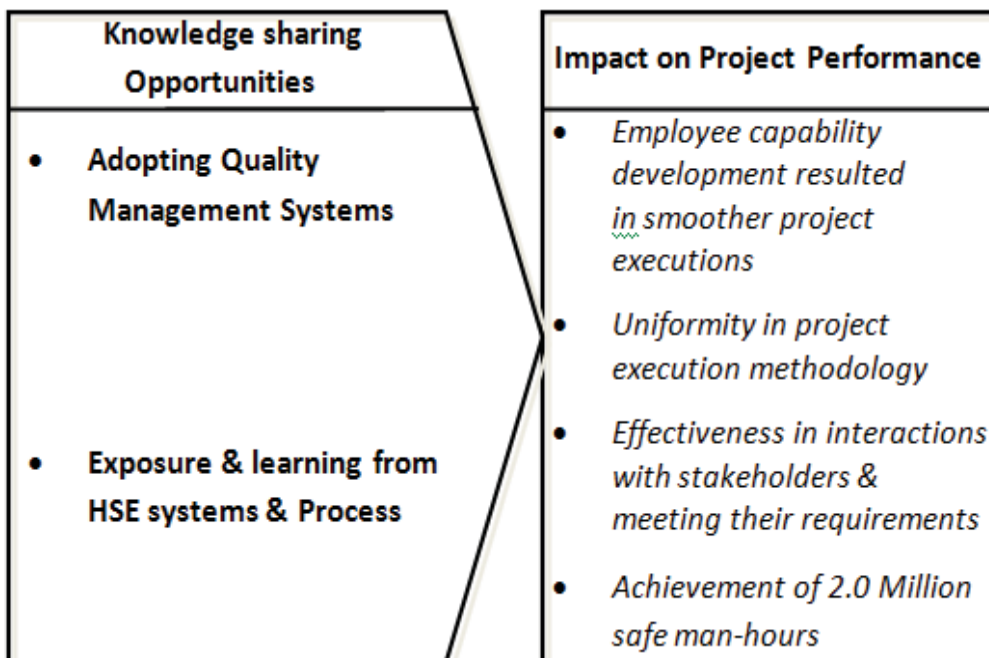 Knowledge sharing
Opportunities
• Adopting Quality
Management Systems
• Exposure & learning from
HSE systems & Process
Impact on Project Performance
• Employee capability
development resulted
in smoother project
executions
• Uniformity in project
execution methodology
• Effectiveness in interactions
with stakeholders &
meeting their requirements
• Achievement of 2.0 Million
safe man-hours